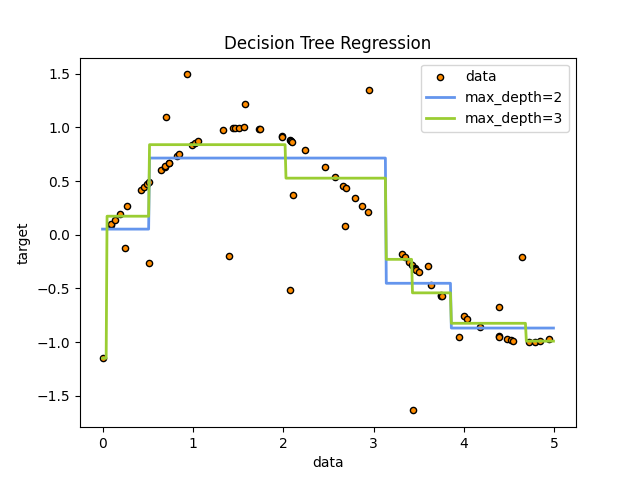 Decision Tree Regression
data
max_depth=2
max_depth=3
1.5
1.0
0.5
0.0
−0.5
−1.0
−1.5
target
0 1 2 3 4 5
data